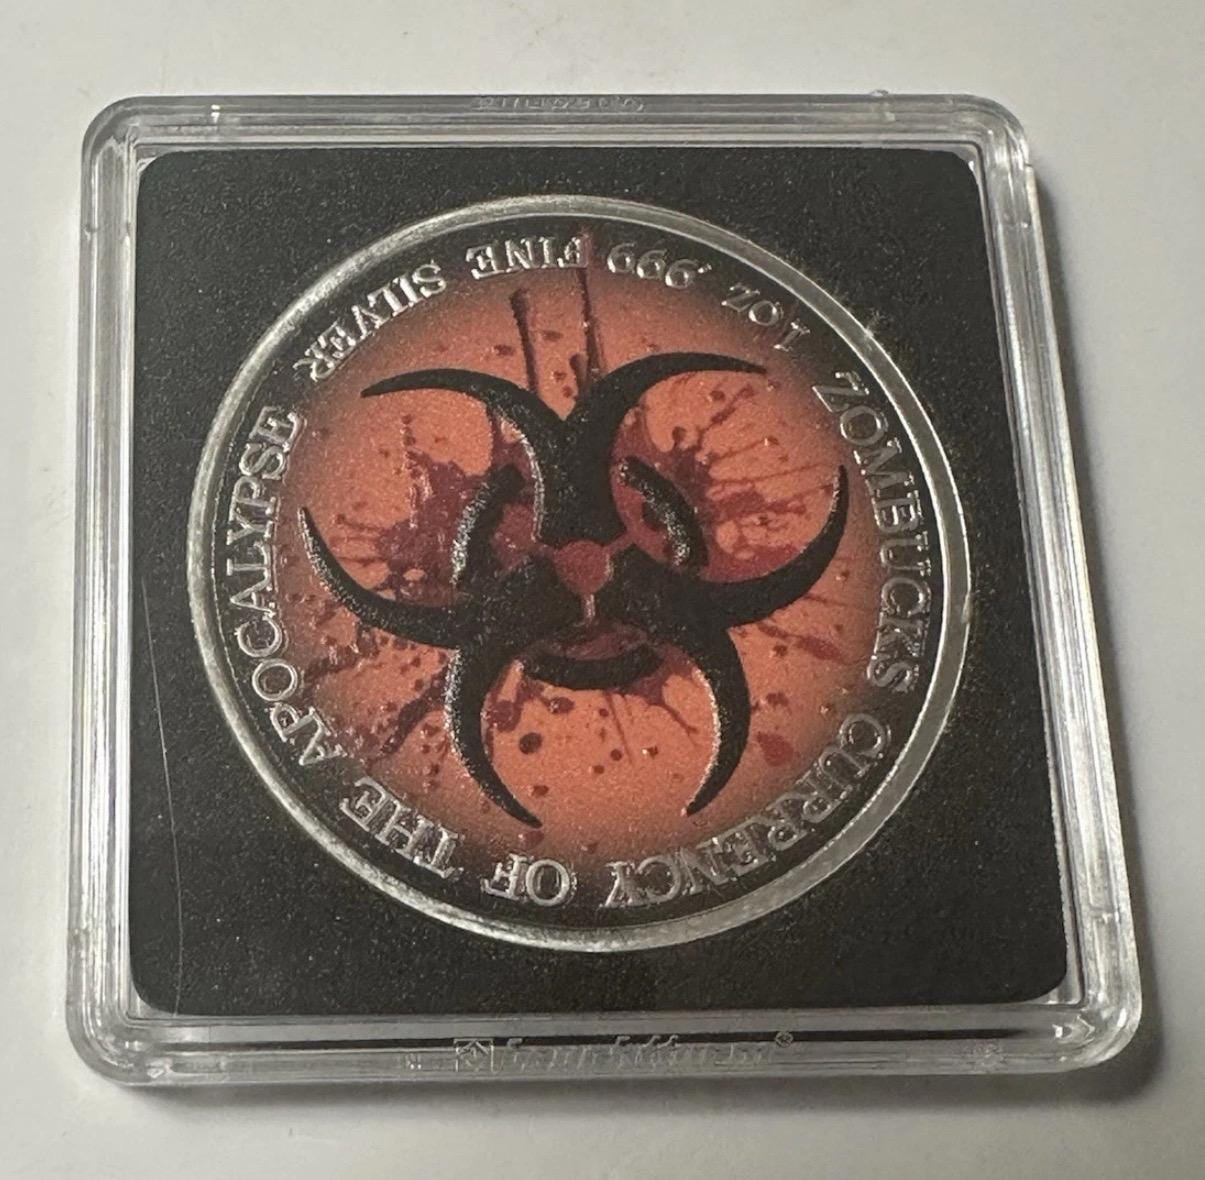 ZOMBUCKS CURRENCY OF THE APOCALYPSE
1 OZ .999 FINE SILVER